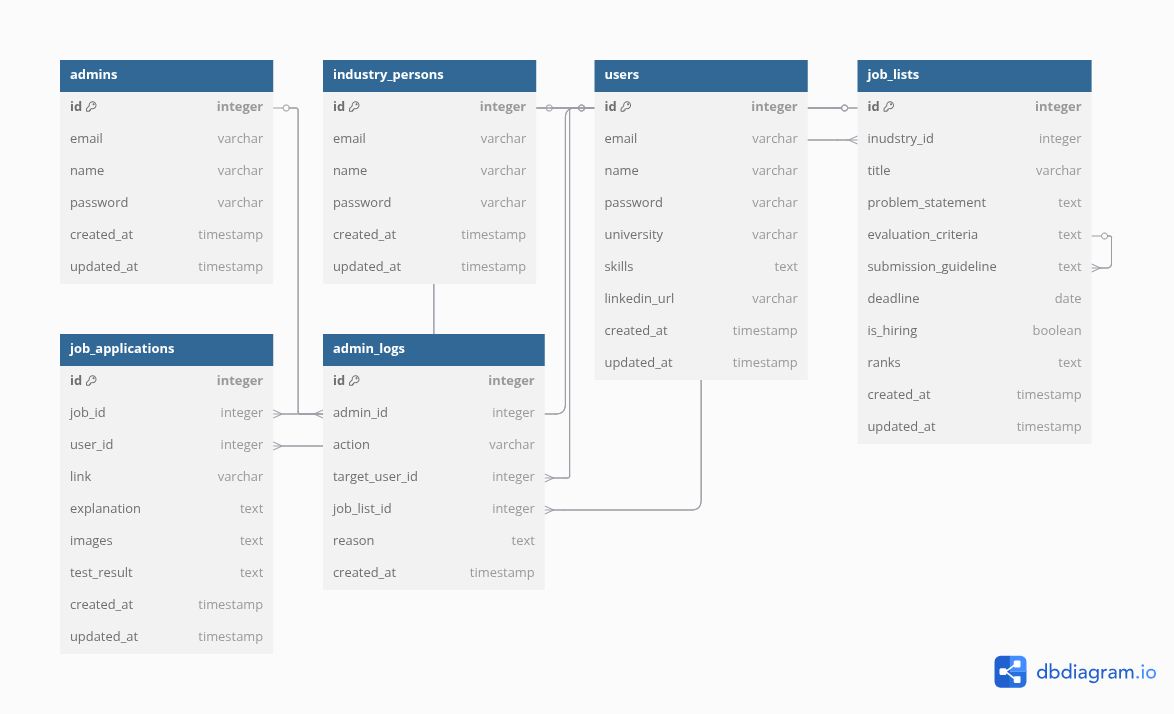 admins
id integer
email varchar
name varchar
password varchar
created_at timestamp
updated_at timestamp
industry_persons
id integer
email varchar
name varchar
password varchar
created_at timestamp
updated_at timestamp
users
id integer
email varchar
name varchar
password varchar
university varchar
skills text
linkedin_url varchar
created_at timestamp
updated_at timestamp
job_lists
id integer
inudstry_id integer
title varchar
problem_statement text
evaluation_criteria text
submission_guideline text
deadline date
is_hiring boolean
ranks text
created_at timestamp
updated_at timestamp
job_applications
id integer
job_id integer
user_id integer
link varchar
explanation text
images text
test_result text
created_at timestamp
updated_at timestamp
admin_logs
id integer
admin_id integer
action varchar
target_user_id integer
job_list_id integer
reason text
created_at timestamp
dbdiagram.io